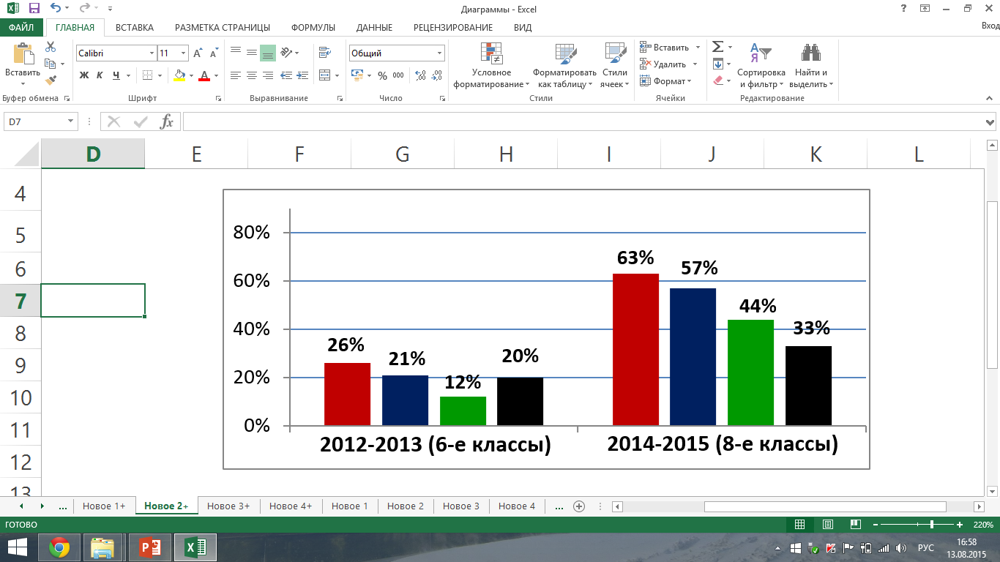 Диаграммы - Excel
?
Вход
ФАЙЛ ГЛАВНАЯ ВСТАВКА РАЗМЕТКА СТРАНИЦЫ ФОРМУЛЫ ДАННЫЕ РЕЦЕНЗИРОВАНИЕ ВИД
Вставить
Calibri 11
Ж К Ч
Общий
% 000
Условное форматирование
Форматировать как таблицу
Стили ячеек
Вставить
Удалить
Формат
Сортировка и фильтр
Найти и выделить
Буфер обмена Шрифт Выравнивание Число Стили Ячейки Редактирование
D7 fx
D E F G H I J K L
4
5
6
7
8
9
10
11
12
13
80%
60%
40%
20%
0%
26% 21% 12% 20% 63% 57% 44% 33%
2012-2013 (6-е классы) 2014-2015 (8-е классы)
... Новое 1+ Новое 2+ Новое 3+ Новое 4+ Новое 1 Новое 2 Новое 3 Новое 4 ...
ГОТОВО 220%
РУС
16:58
13.08.2015